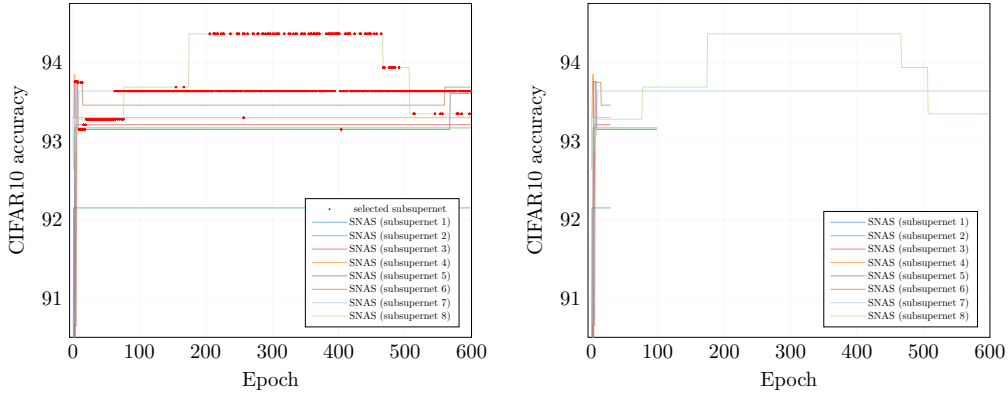 CIFAR10 accuracy
94
93
92
91
0 100 200 300 400 500 600
Epoch
selected subsupernet
SNAS (subsupernet 1)
SNAS (subsupernet 2)
SNAS (subsupernet 3)
SNAS (subsupernet 4)
SNAS (subsupernet 5)
SNAS (subsupernet 6)
SNAS (subsupernet 7)
SNAS (subsupernet 8)
CIFAR10 accuracy
94
93
92
91
0 100 200 300 400 500 600
Epoch
SNAS (subsupernet 1)
SNAS (subsupernet 2)
SNAS (subsupernet 3)
SNAS (subsupernet 4)
SNAS (subsupernet 5)
SNAS (subsupernet 6)
SNAS (subsupernet 7)
SNAS (subsupernet 8)